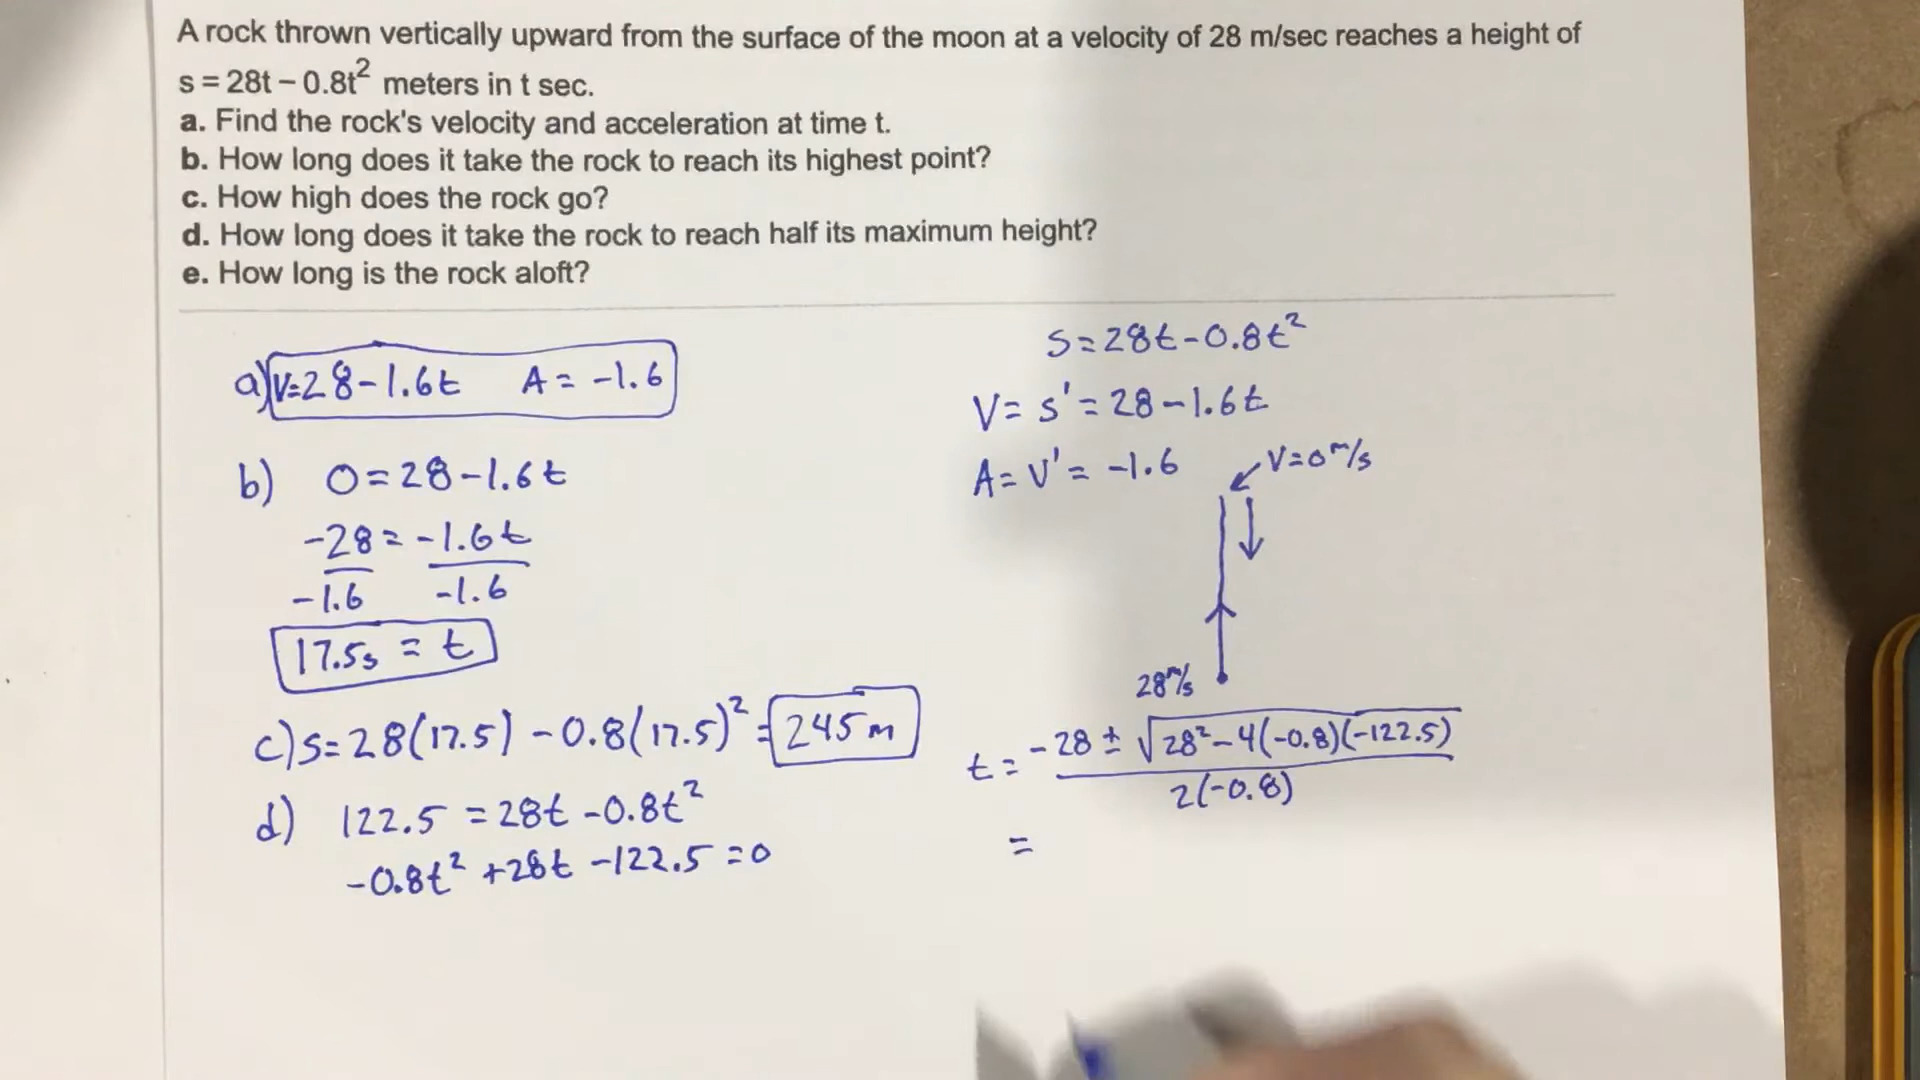 A rock thrown vertically upward from the surface of the moon at a velocity of 28 m/sec reaches a height of
s = 28t – 0.8t² meters in t sec.
a. Find the rock's velocity and acceleration at time t.
b. How long does it take the rock to reach its highest point?
c. How high does the rock go?
d. How long does it take the rock to reach half its maximum height?
e. How long is the rock aloft?
a) V=28-1.6t A = -1.6
b) 0=28-1.6t
-28 = -1.6t
-1.6 -1.6
17.5s = t
c) S=28(17.5) - 0.8(17.5)² = 245m
d) 122.5 = 28t - 0.8t²
-0.8t² + 28t - 122.5 = 0
S=28t-0.8t²
V= s' = 28-1.6t
A= V' = -1.6
V=0 m/s
28 m/s
t = -28 ± √28²-4(-0.8)(-122.5)
2(-0.8)
=